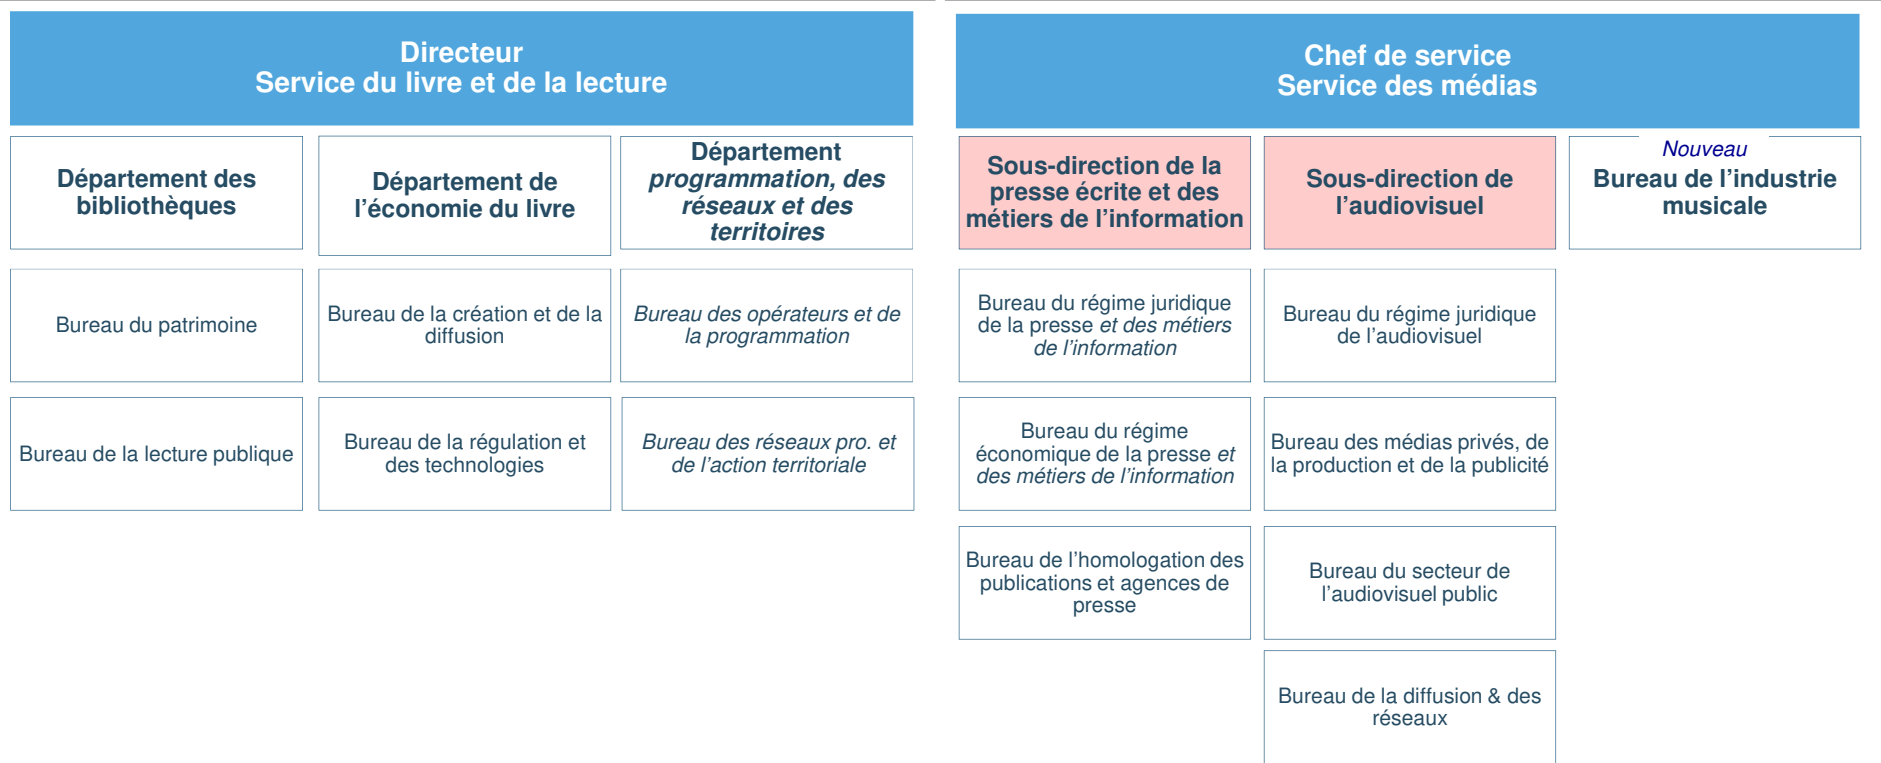 Directeur
Service du livre et de la lecture
Département des
bibliothèques
Département de
l’économie du livre
Département
programmation, des
réseaux et des
territoires
Bureau du patrimoine
Bureau de la création et de la
diffusion
Bureau des opérateurs et de
la programmation
Bureau de la lecture publique
Bureau de la régulation et
des technologies
Bureau des réseaux pro. et
de l’action territoriale
Chef de service
Service des médias
Sous-direction de la
presse écrite et des
métiers de l’information
Sous-direction de
l’audiovisuel
Nouveau
Bureau de l’industrie
musicale
Bureau du régime juridique
de la presse et des métiers
de l’information
Bureau du régime juridique
de l’audiovisuel
Bureau du régime
économique de la presse et
des métiers de l’information
Bureau des médias privés, de
la production et de la publicité
Bureau de l’homologation des
publications et agences de
presse
Bureau du secteur de
l’audiovisuel public
Bureau de la diffusion & des
réseaux